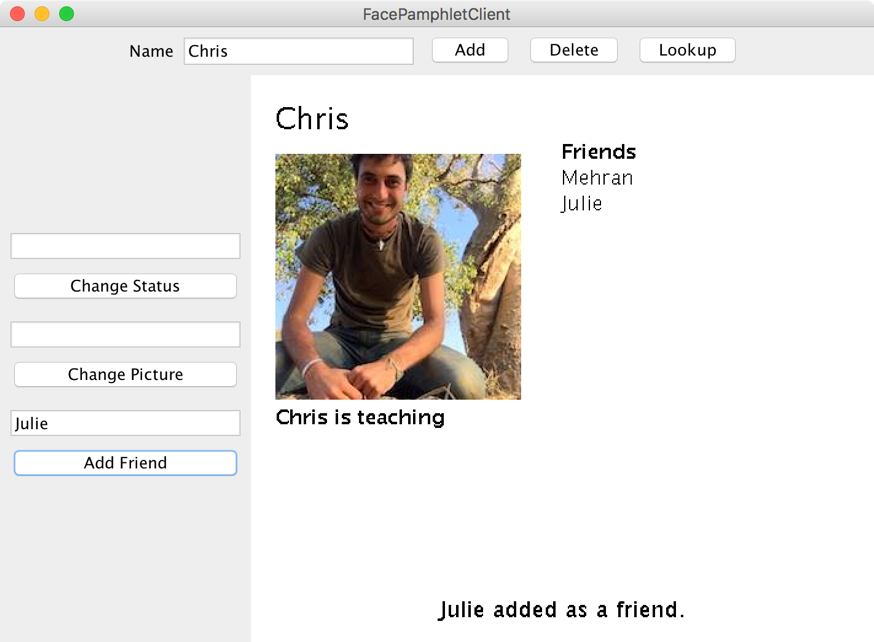 FacePamphletClient
Name Chris Add Delete Lookup
Chris
Friends
Mehran
Julie
Change Status
Change Picture
Chris is teaching
Julie
Add Friend
Julie added as a friend.